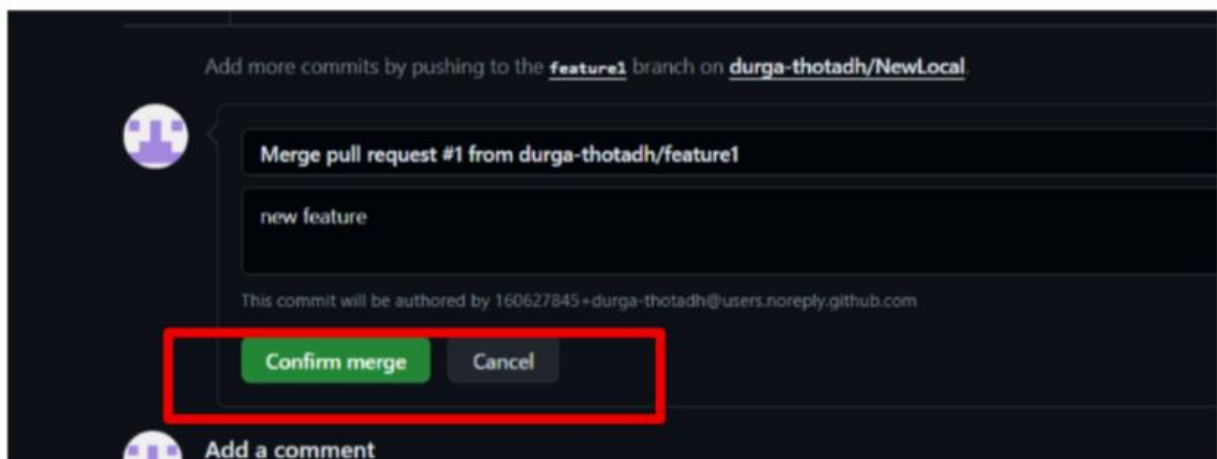 Add more commits by pushing to the feature1 branch on durga-thotadh/NewLocal.
Merge pull request #1 from durga-thotadh/feature1
new feature
This commit will be authored by 160627845+durga-thotadh@users.noreply.github.com
Confirm merge Cancel
Add a comment